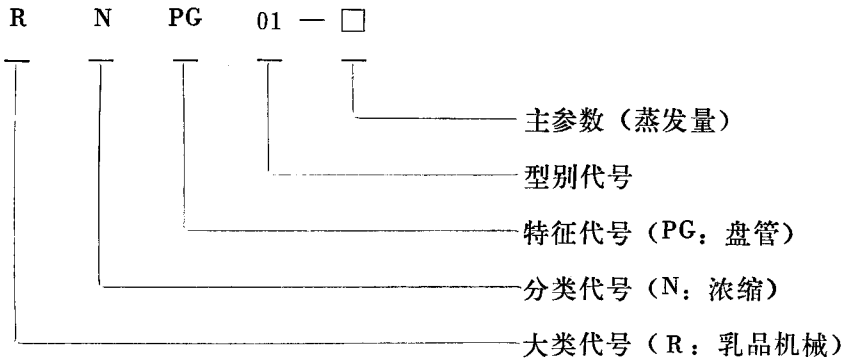 R N PG 01 — □
主参数（蒸发量）
型别代号
特征代号（PG：盘管）
分类代号（N：浓缩）
大类代号（R：乳品机械）